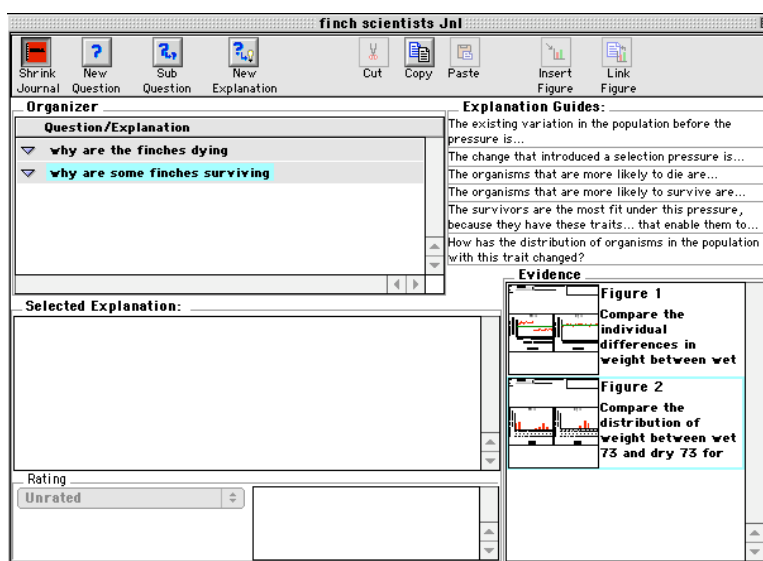 finch scientists Jnl
Shrink Journal
New Question
Sub Question
New Explanation
Cut
Copy
Paste
Insert Figure
Link Figure
Organizer
Question/Explanation
why are the finches dying
why are some finches surviving
Explanation Guides:
The existing variation in the population before the
pressure is...
The change that introduced a selection pressure is...
The organisms that are more likely to die are...
The organisms that are more likely to survive are...
The survivors are the most fit under this pressure,
because they have these traits... that enable them to...
How has the distribution of organisms in the population
with this trait changed?
Evidence
Figure 1
Compare the
individual
differences in
weight between wet
Figure 2
Compare the
distribution of
weight between wet
73 and dry 73 for
Selected Explanation:
Rating
Unrated